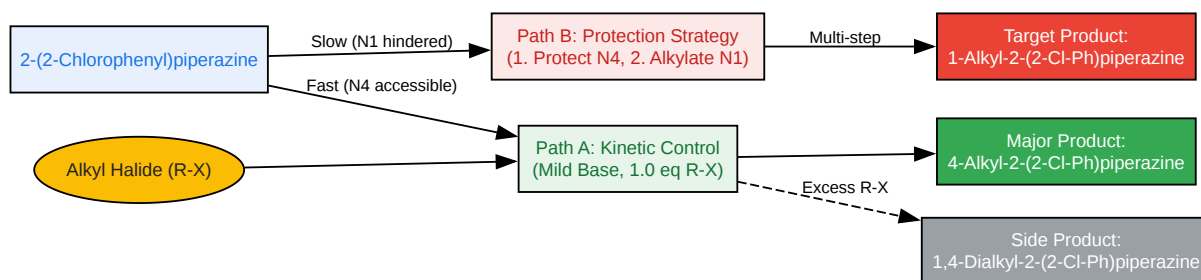 2-(2-Chlorophenyl)piperazine
Slow (N1 hindered)
Fast (N4 accessible)
Path B: Protection Strategy
(1. Protect N4, 2. Alkylate N1)
Multi-step
Target Product:
1-Alkyl-2-(2-Cl-Ph)piperazine
Alkyl Halide (R-X)
Path A: Kinetic Control
(Mild Base, 1.0 eq R-X)
Major Product:
4-Alkyl-2-(2-Cl-Ph)piperazine
Excess R-X
Side Product:
1,4-Dialkyl-2-(2-Cl-Ph)piperazine